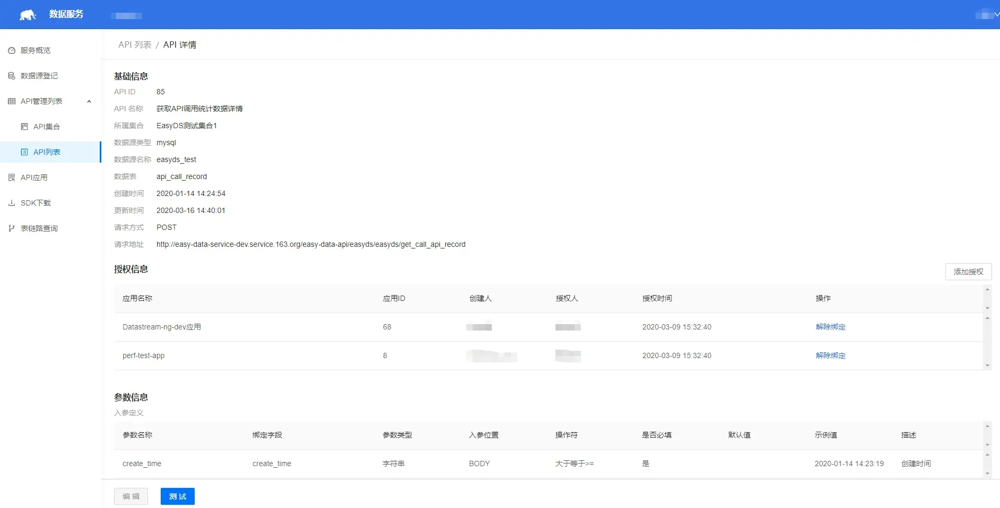 数据服务
服务概览
数据源登记
API管理列表
API集合
API列表
API应用
SDK下载
表链路查询
API 列表 / API 详情
基础信息
API ID 85
API 名称 获取API调用统计数据详情
所属集合 EasyDS测试集合1
数据源类型 mysql
数据源名称 easyds_test
数据表 api_call_record
创建时间 2020-01-14 14:24:54
更新时间 2020-03-16 14:40:01
请求方式 POST
请求地址 http://easy-data-service-dev.service.163.org/easy-data-api/easyds/easyds/get_call_api_record
授权信息 添加授权
应用名称 应用ID 创建人 授权人 授权时间 操作
Datastream-ng-dev应用 68 2020-03-09 15:32:40 解除绑定
perf-test-app 8 2020-03-09 15:32:40 解除绑定
参数信息
入参定义
参数名称 绑定字段 参数类型 入参位置 操作符 是否必填 默认值 示例值 描述
create_time create_time 字符串 BODY 大于等于>= 是 2020-01-14 14:23:19 创建时间
编 辑 测 试